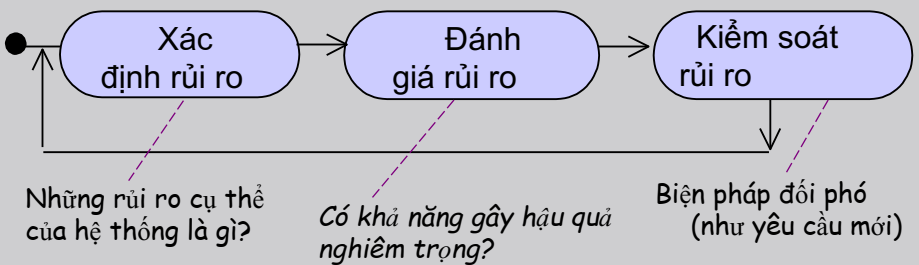 Xác
định rủi ro
Đánh
giá rủi ro
Kiểm soát
rủi ro
Những rủi ro cụ thể
của hệ thống là gì?
Có khả năng gây hậu quả
nghiêm trọng?
Biện pháp đối phó
(như yêu cầu mới)